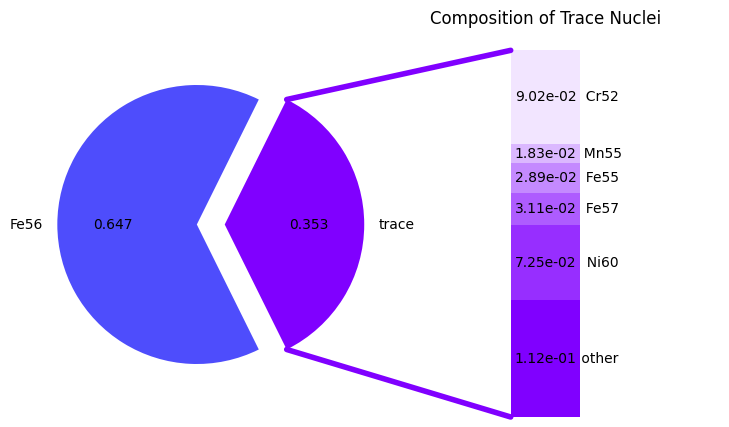 Composition of Trace Nuclei
9.02e-02 Cr52
1.83e-02 Mn55
2.89e-02 Fe55
3.11e-02 Fe57
Fe56 0.647 0.353 trace
7.25e-02 Ni60
1.12e-01 other